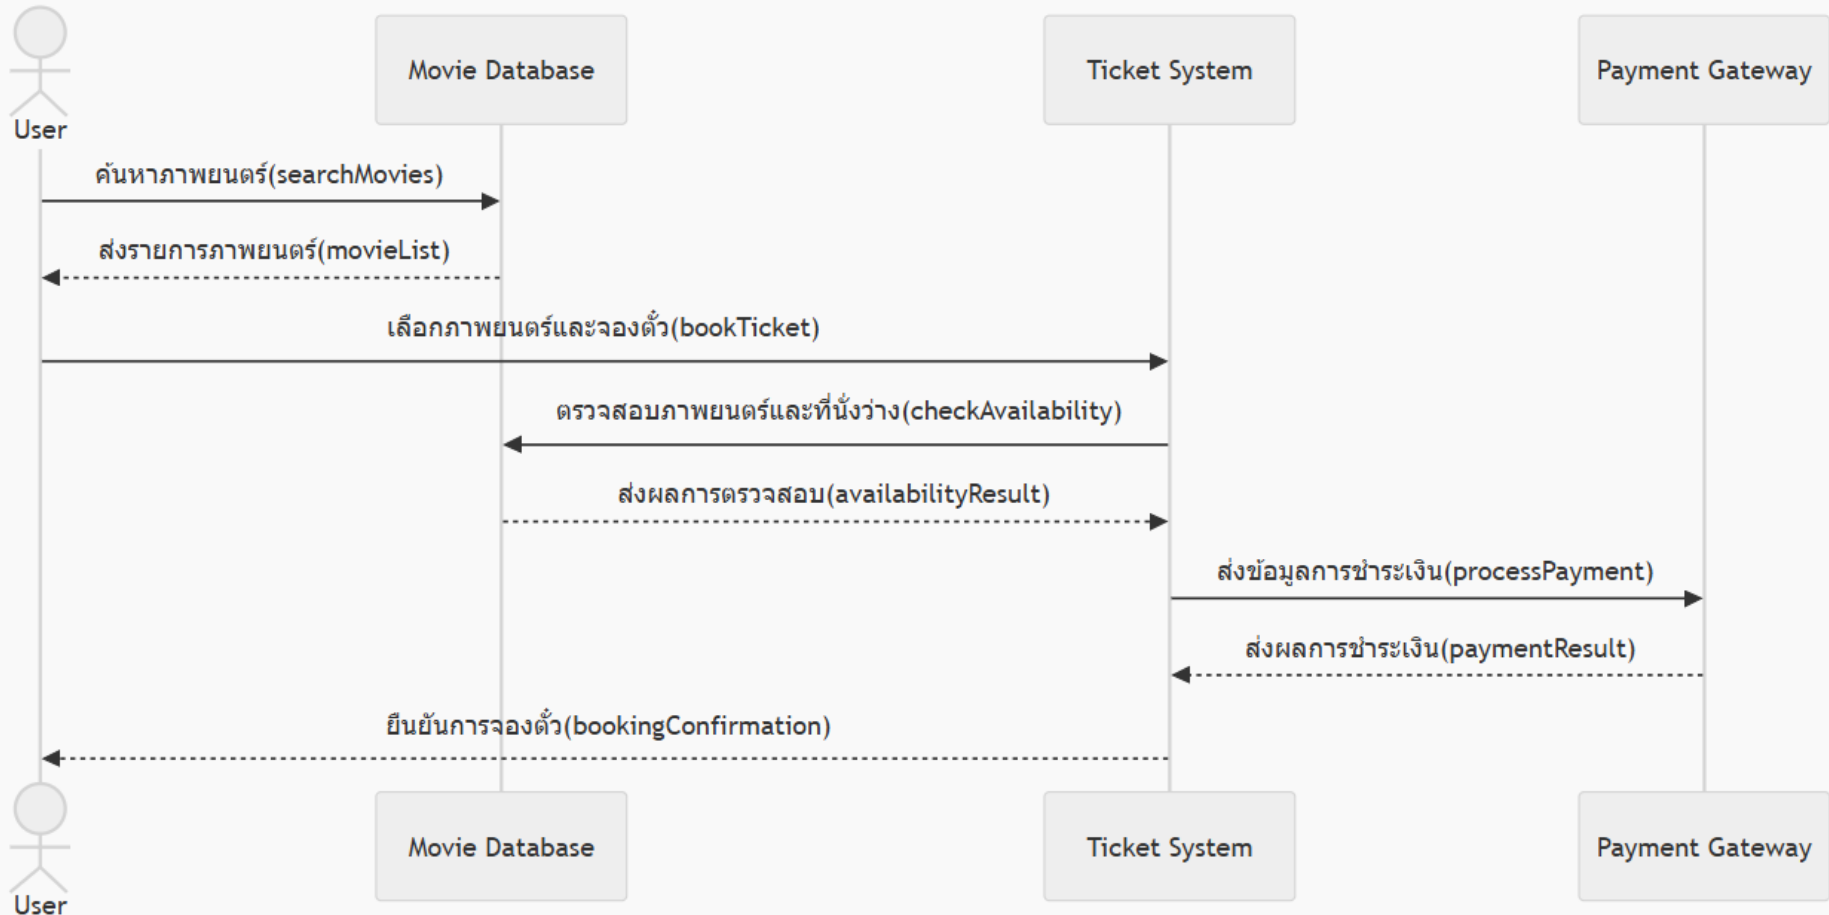 Movie Database
Ticket System
Payment Gateway
User
ค้นหาภาพยนตร์(searchMovies)
ส่งรายการภาพยนตร์(movieList)
เลือกภาพยนตร์และจองตั๋ว(bookTicket)
ตรวจสอบภาพยนตร์และที่นั่งว่าง(checkAvailability)
ส่งผลการตรวจสอบ(availabilityResult)
ส่งข้อมูลการชำระเงิน(processPayment)
ส่งผลการชำระเงิน(paymentResult)
ยืนยันการจองตั๋ว(bookingConfirmation)
Movie Database
Ticket System
Payment Gateway
User